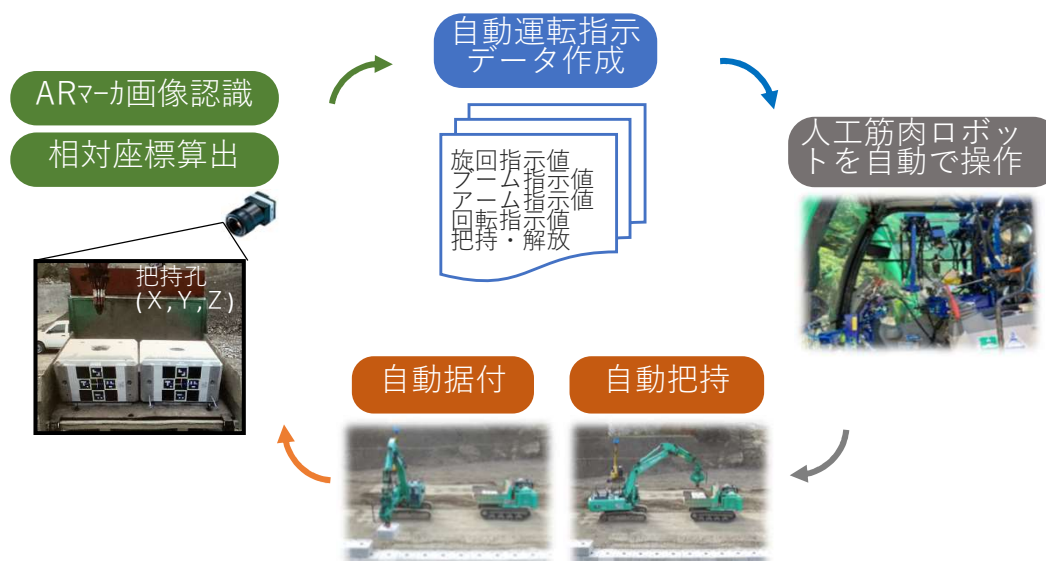 自動運転指示
データ作成
ARマーカ画像認識
相対座標算出
人工筋肉ロボッ
トを自動で操作
旋回指示値
ブーム指示値
アーム指示値
回転指示値
把持・解放
把持孔
(X,Y,Z)
自動据付
自動把持